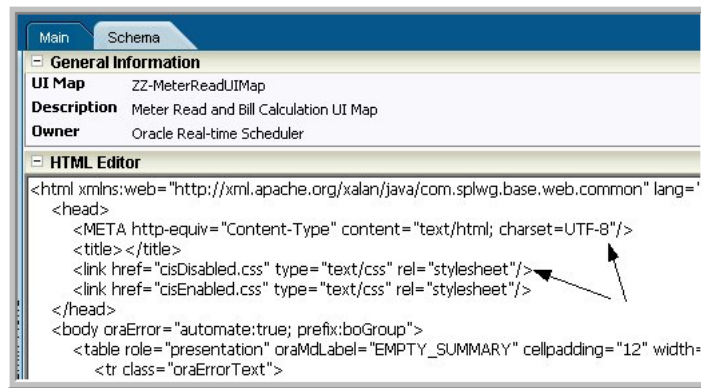 Main Schema
General Information
UI Map ZZ-MeterReadUIMap
Description Meter Read and Bill Calculation UI Map
Owner Oracle Real-time Scheduler
HTML Editor
<html xmlns:web="http://xml.apache.org/xalan/java/com.splwg.base.web.common" lang='
<head>
<META http-equiv="Content-Type" content="text/html; charset=UTF-8"/>
<title></title>
<link href="cisDisabled.css" type="text/css" rel="stylesheet"/>
<link href="cisEnabled.css" type="text/css" rel="stylesheet"/>
</head>
<body oraError="automate:true; prefix:boGroup">
<table role="presentation" oraMdLabel="EMPTY_SUMMARY" cellpadding="12" width=
<tr class="oraErrorText">